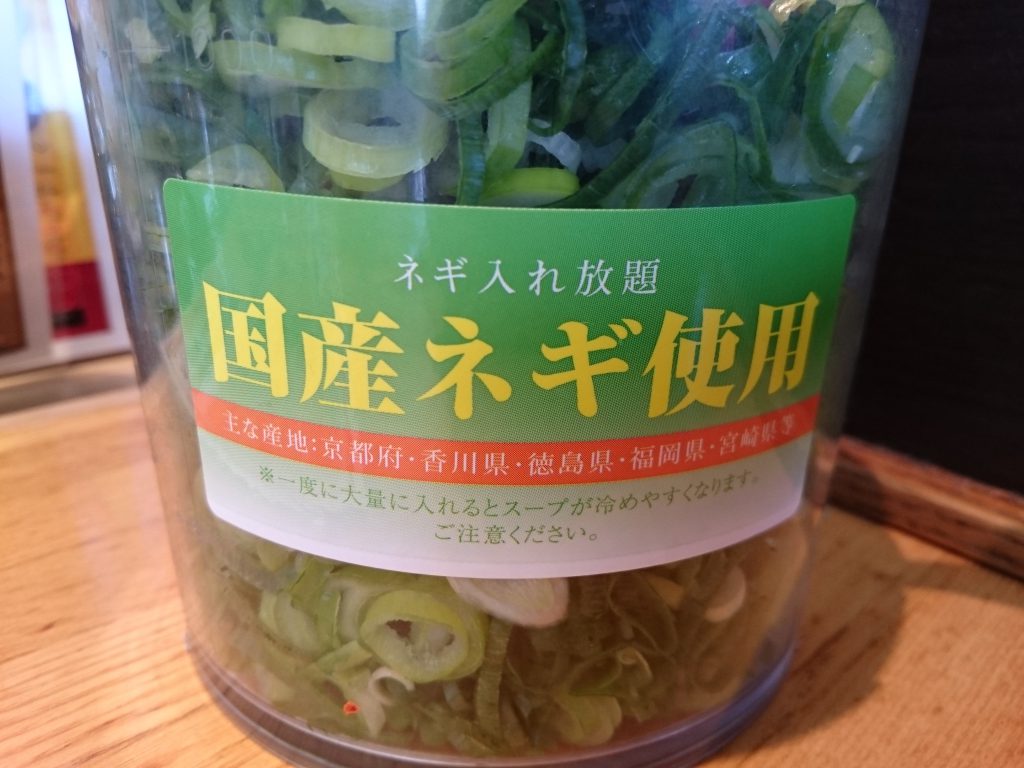 ネギ入れ放題
国産ネギ使用
主な産地:京都府・香川県・徳島県・福岡県・宮崎県等
※一度に大量に入れるとスープが冷めやすくなります。
ご注意ください。